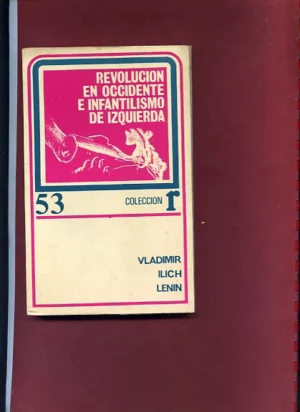 REVOLUCION
EN OCCIDENTE
E INFANTILISMO
DE IZQUIERDA
53
COLECCION r
VLADIMIR
ILICH
LENIN